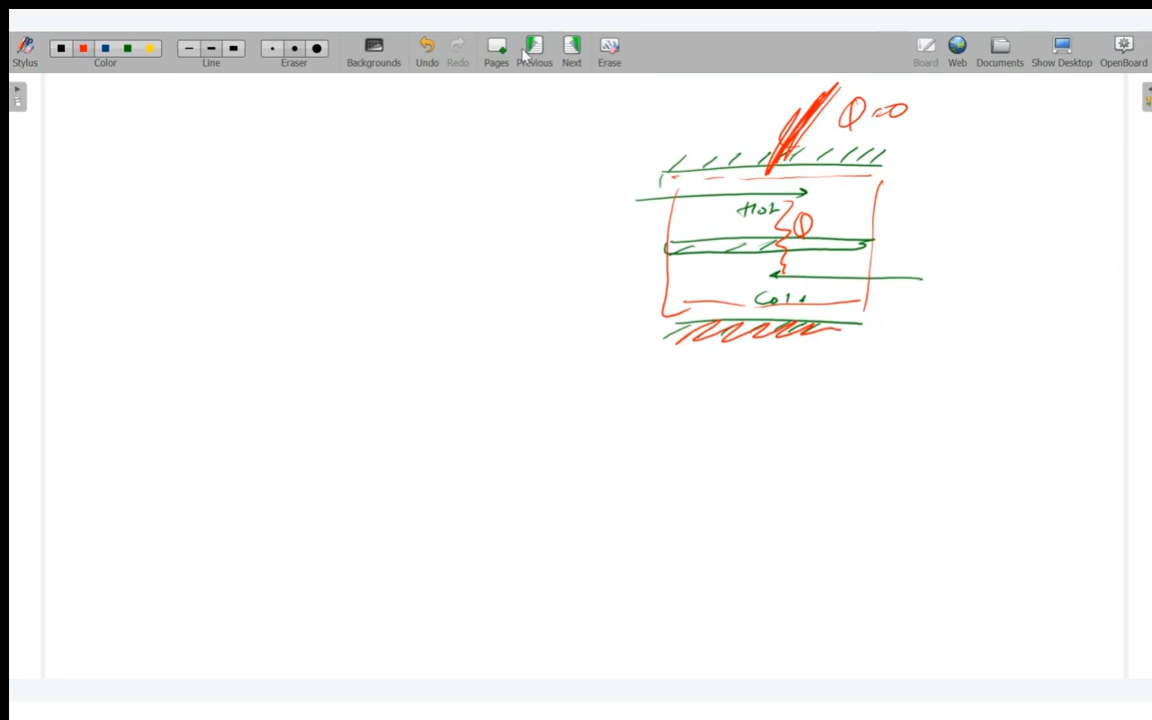 Stylus Color Line Eraser Backgrounds Undo Redo Pages Previous Next Erase Board Web Documents Show Desktop OpenBoard
Q=0
Hot
Q
Cold